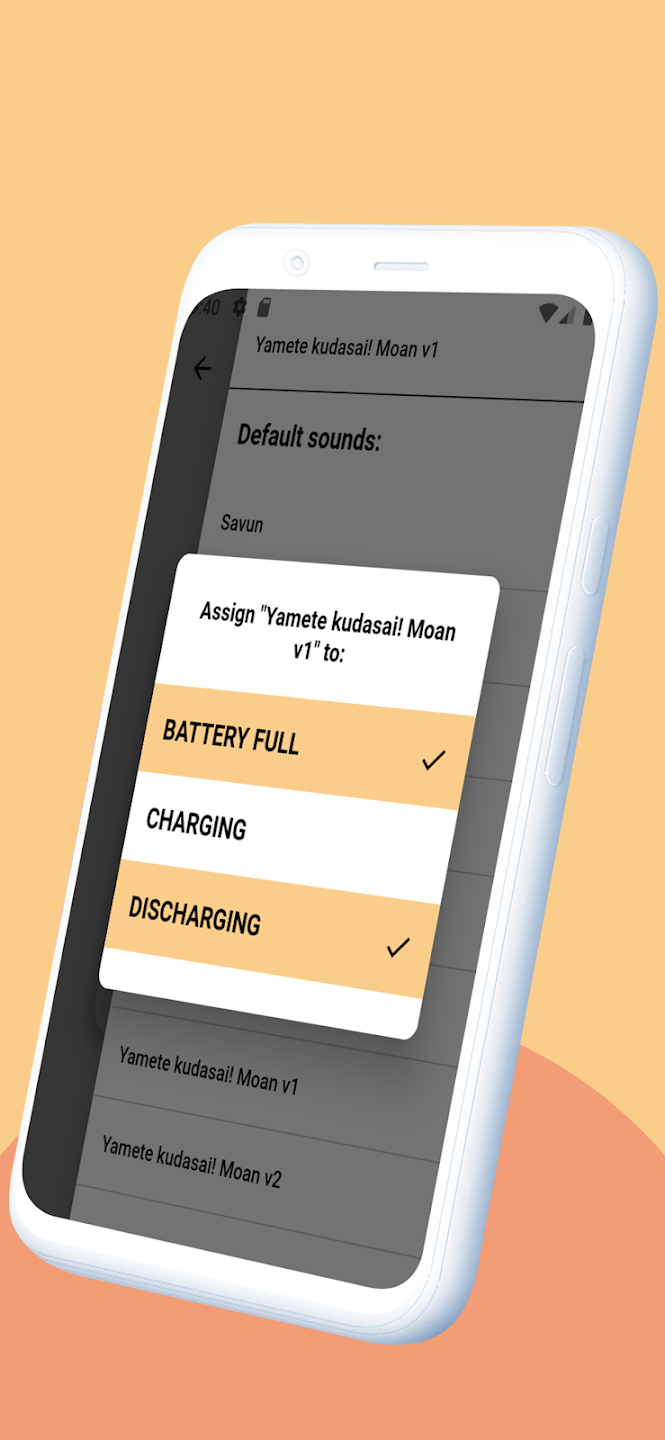 :40
Yamete kudasai! Moan v1
Default sounds:
Savun
Assign "Yamete kudasai! Moan
v1" to:
BATTERY FULL
CHARGING
DISCHARGING
Yamete kudasai! Moan v1
Yamete kudasai! Moan v2